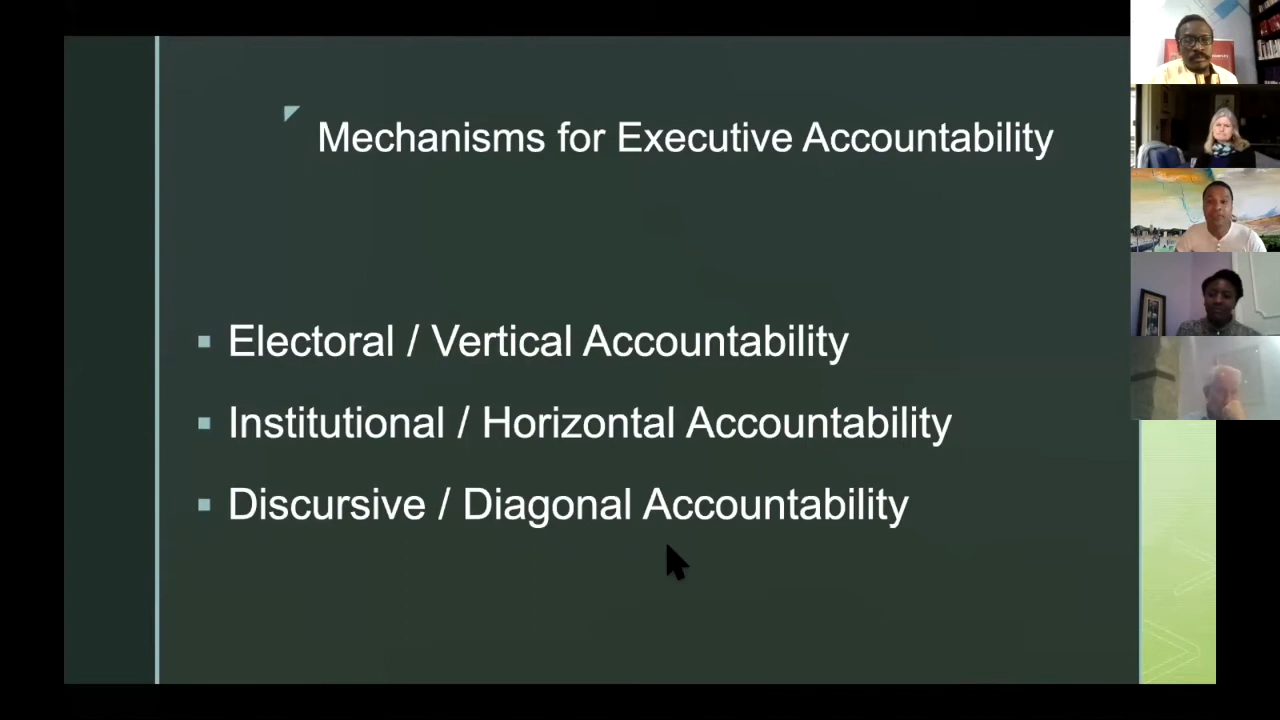 Mechanisms for Executive Accountability
Electoral / Vertical Accountability
Institutional / Horizontal Accountability
Discursive / Diagonal Accountability